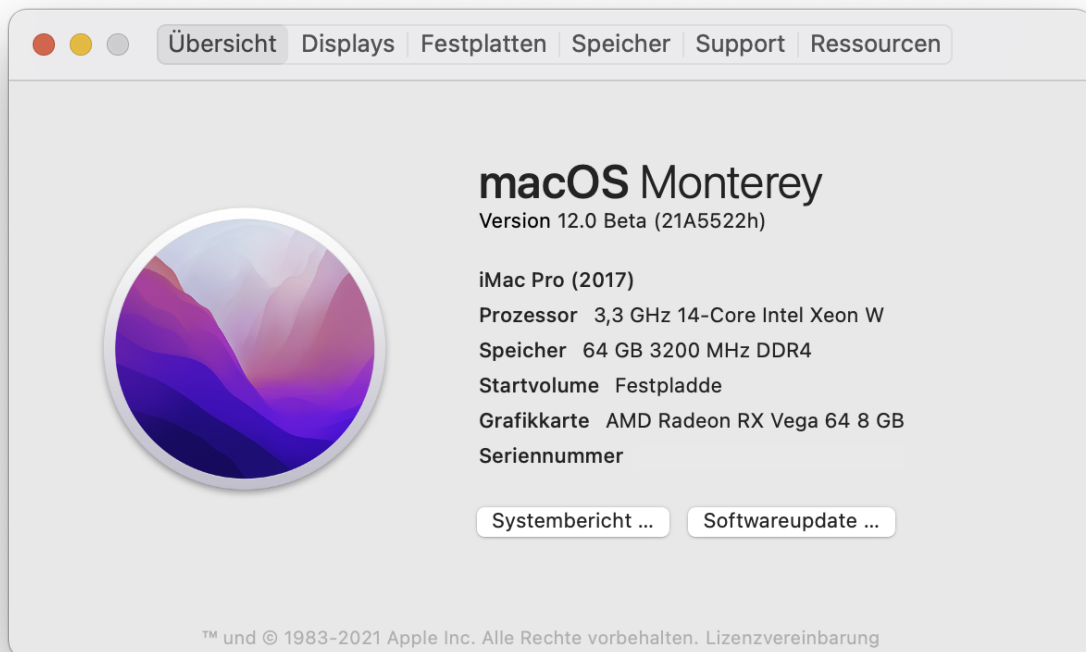 Übersicht Displays Festplatten Speicher Support Ressourcen
macOS Monterey
Version 12.0 Beta (21A5522h)
iMac Pro (2017)
Prozessor 3,3 GHz 14-Core Intel Xeon W
Speicher 64 GB 3200 MHz DDR4
Startvolume Festpladde
Grafikkarte AMD Radeon RX Vega 64 8 GB
Seriennummer
Systembericht ... Softwareupdate ...
™ und © 1983-2021 Apple Inc. Alle Rechte vorbehalten. Lizenzvereinbarung